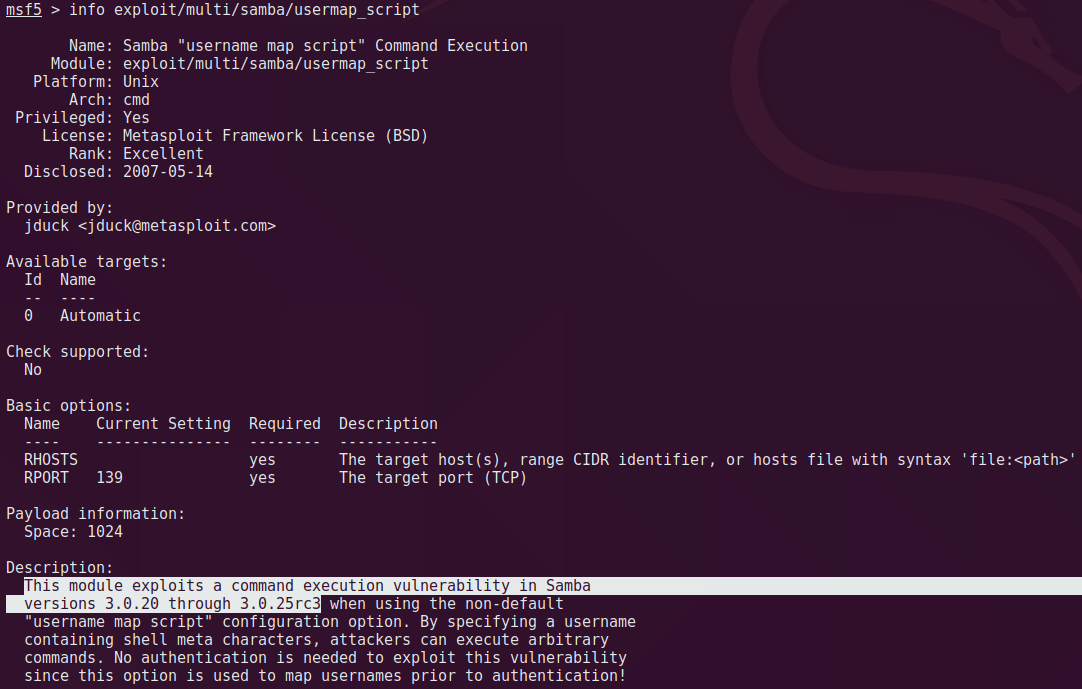 msf5 > info exploit/multi/samba/usermap_script
Name: Samba "username map script" Command Execution
Module: exploit/multi/samba/usermap_script
Platform: Unix
Arch: cmd
Privileged: Yes
License: Metasploit Framework License (BSD)
Rank: Excellent
Disclosed: 2007-05-14
Provided by:
jduck <jduck@metasploit.com>
Available targets:
Id  Name
--  ----
0   Automatic
Check supported:
No
Basic options:
Name    Current Setting  Required  Description
----    ---------------  --------  -----------
RHOSTS                   yes       The target host(s), range CIDR identifier, or hosts file with syntax 'file:<path>'
RPORT   139              yes       The target port (TCP)
Payload information:
Space: 1024
Description:
This module exploits a command execution vulnerability in Samba
versions 3.0.20 through 3.0.25rc3 when using the non-default
"username map script" configuration option. By specifying a username
containing shell meta characters, attackers can execute arbitrary
commands. No authentication is needed to exploit this vulnerability
since this option is used to map usernames prior to authentication!